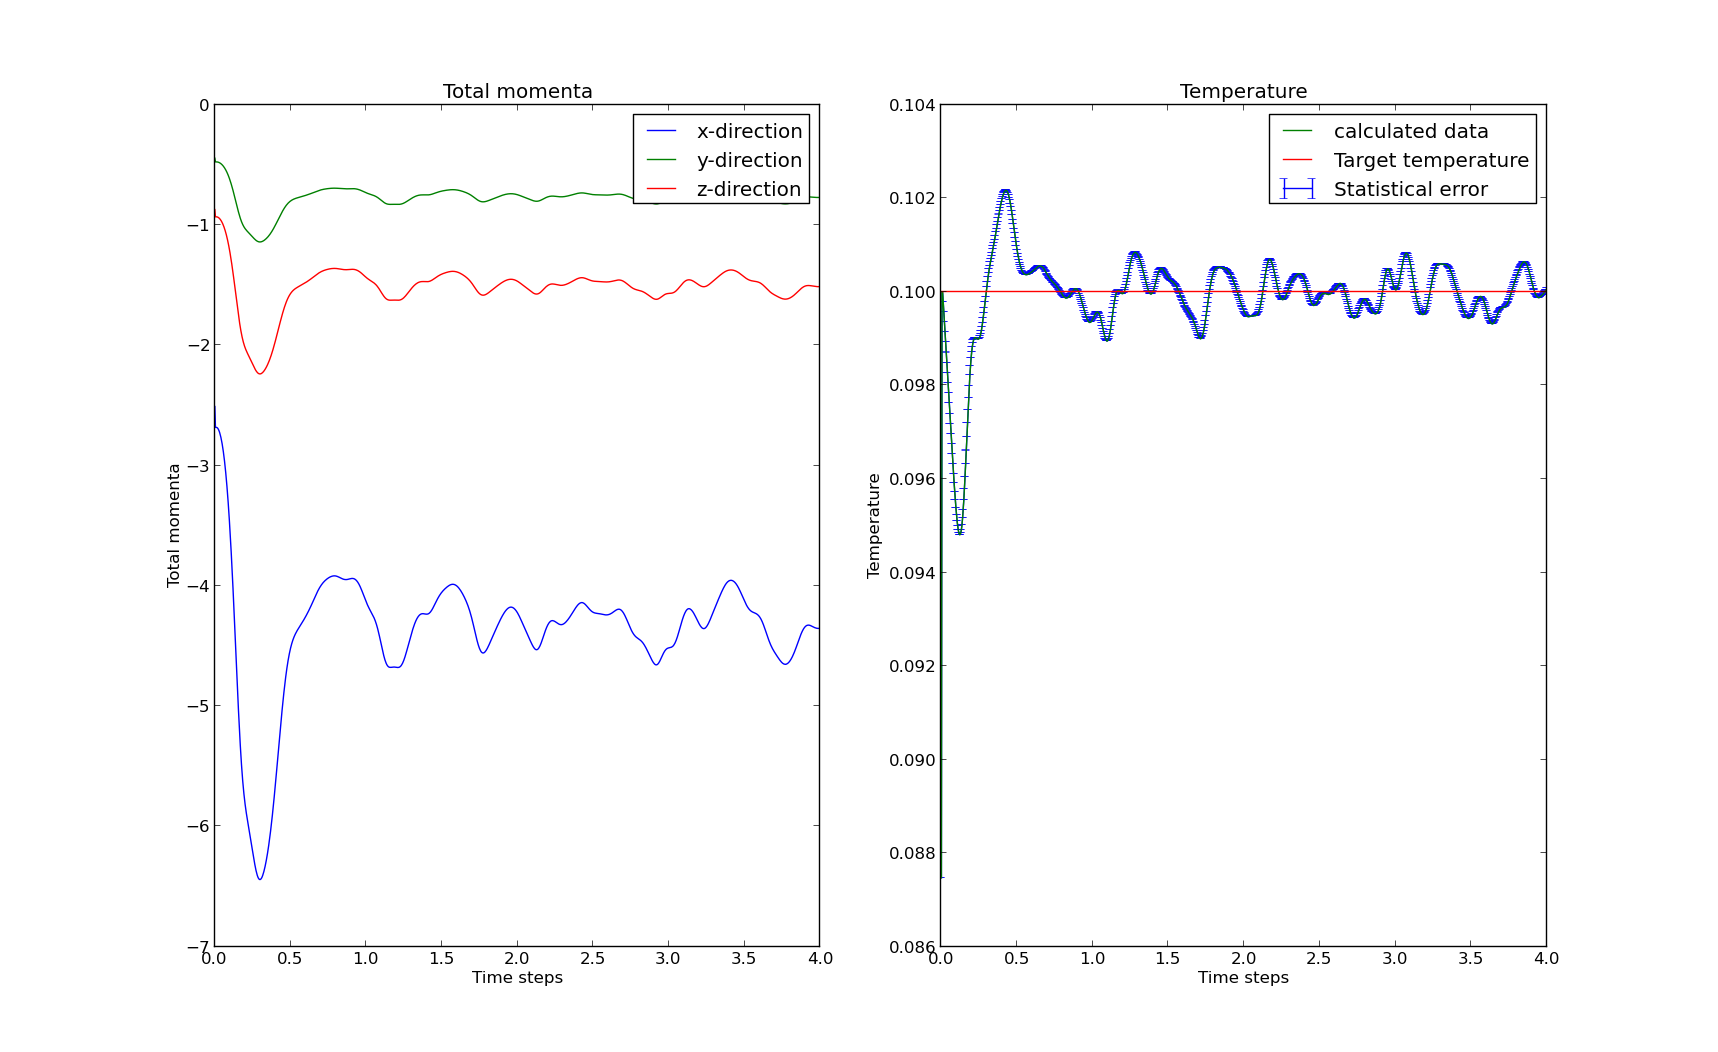 Total momenta
x-direction
y-direction
z-direction
0
−1
−2
−3
−4
−5
−6
−7
Total momenta
0.0 0.5 1.0 1.5 2.0 2.5 3.0 3.5 4.0
Time steps
Temperature
calculated data
Target temperature
Statistical error
0.104
0.102
0.100
0.098
0.096
0.094
0.092
0.090
0.088
0.086
Temperature
0.0 0.5 1.0 1.5 2.0 2.5 3.0 3.5 4.0
Time steps